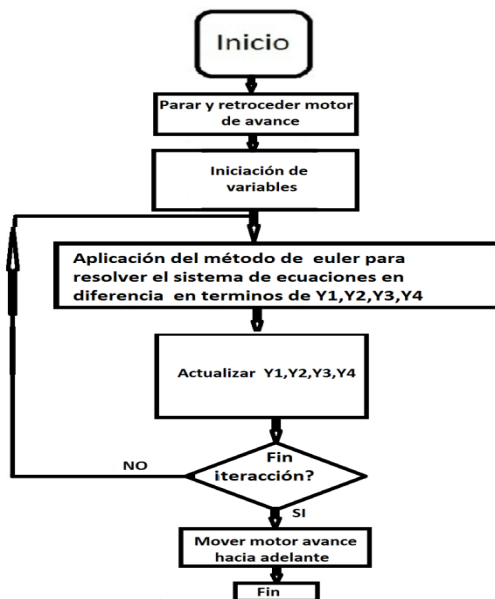 Inicio
Parar y retroceder motor
de avance
Iniciación de
variables
Aplicación del método de euler para
resolver el sistema de ecuaciones en
diferencia en terminos de Y1,Y2,Y3,Y4
Actualizar Y1,Y2,Y3,Y4
Fin
iteracción?
NO
SI
Mover motor avance
hacia adelante
Fin